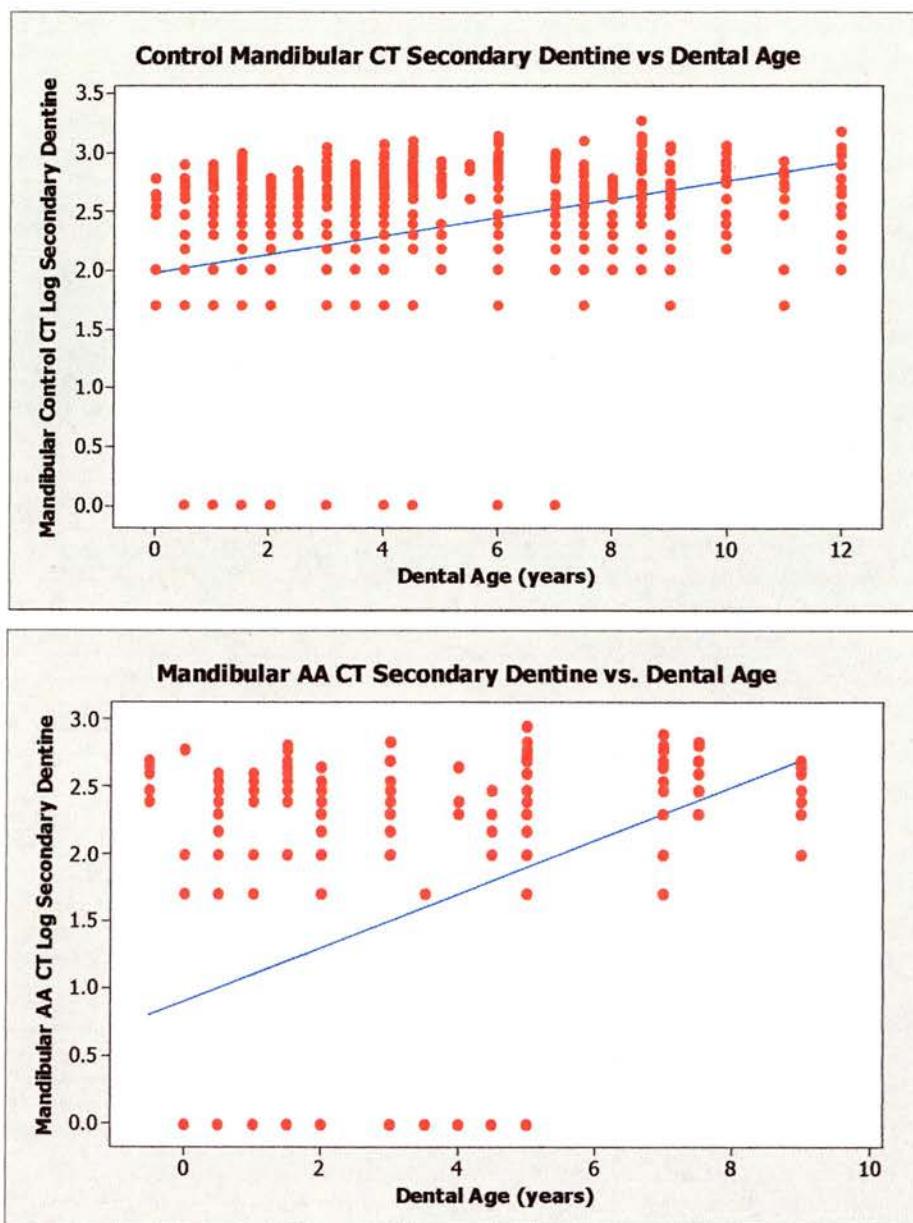 Control Mandibular CT Secondary Dentine vs Dental Age
Mandibular Control CT Log Secondary Dentine
3.5
3.0
2.5
2.0
1.5
1.0
0.5
0.0
0 2 4 6 8 10 12
Dental Age (years)
Mandibular AA CT Secondary Dentine vs. Dental Age
Mandibular AA CT Log Secondary Dentine
3.0
2.5
2.0
1.5
1.0
0.5
0.0
0 2 4 6 8 10
Dental Age (years)